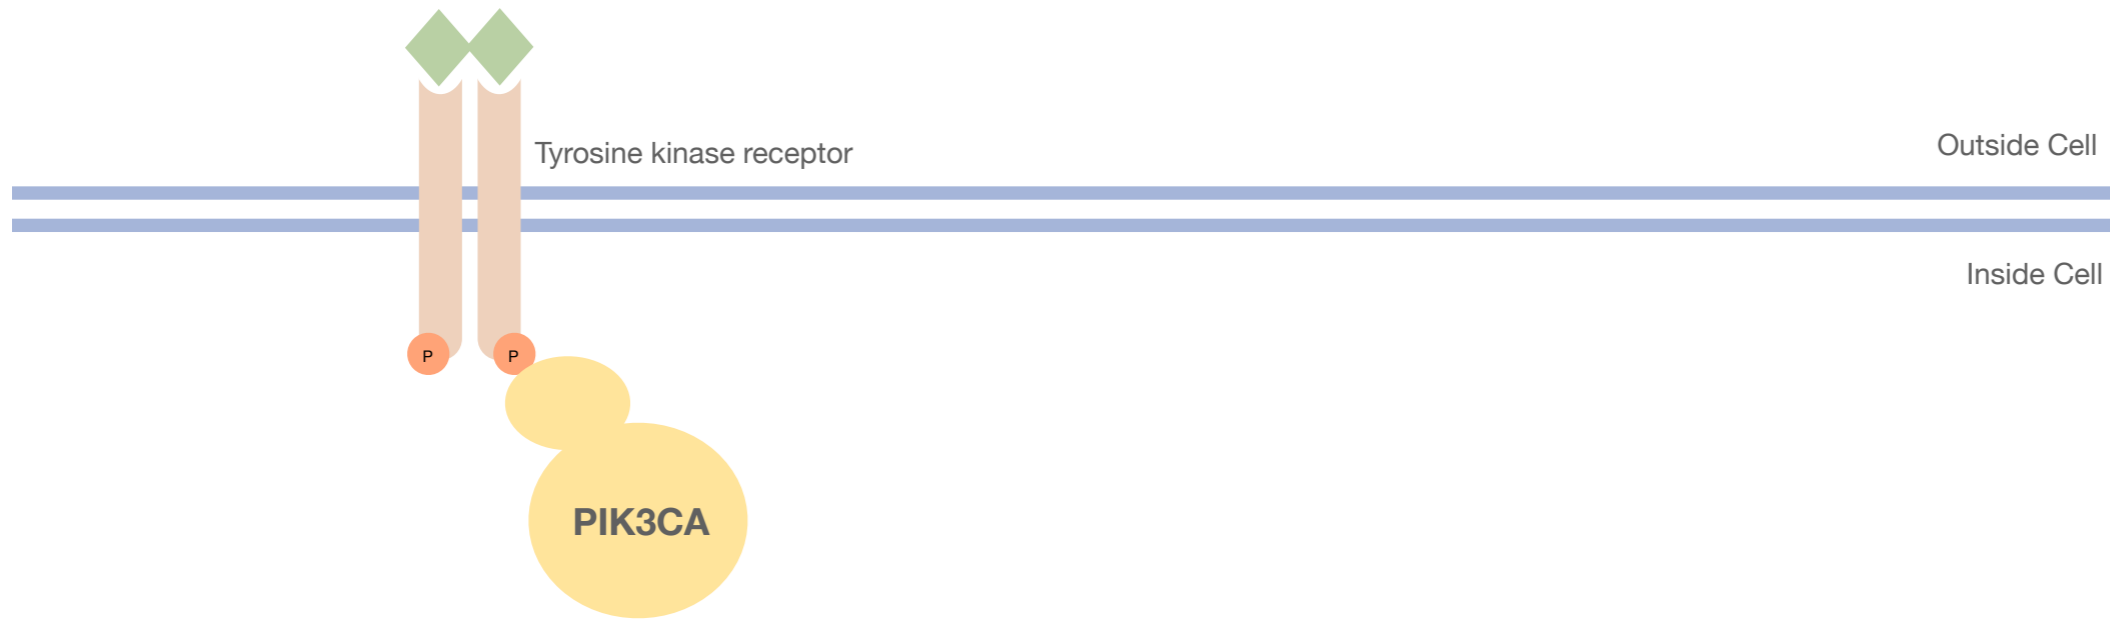 Tyrosine kinase receptor
Outside Cell
Inside Cell
P
P
PIK3CA